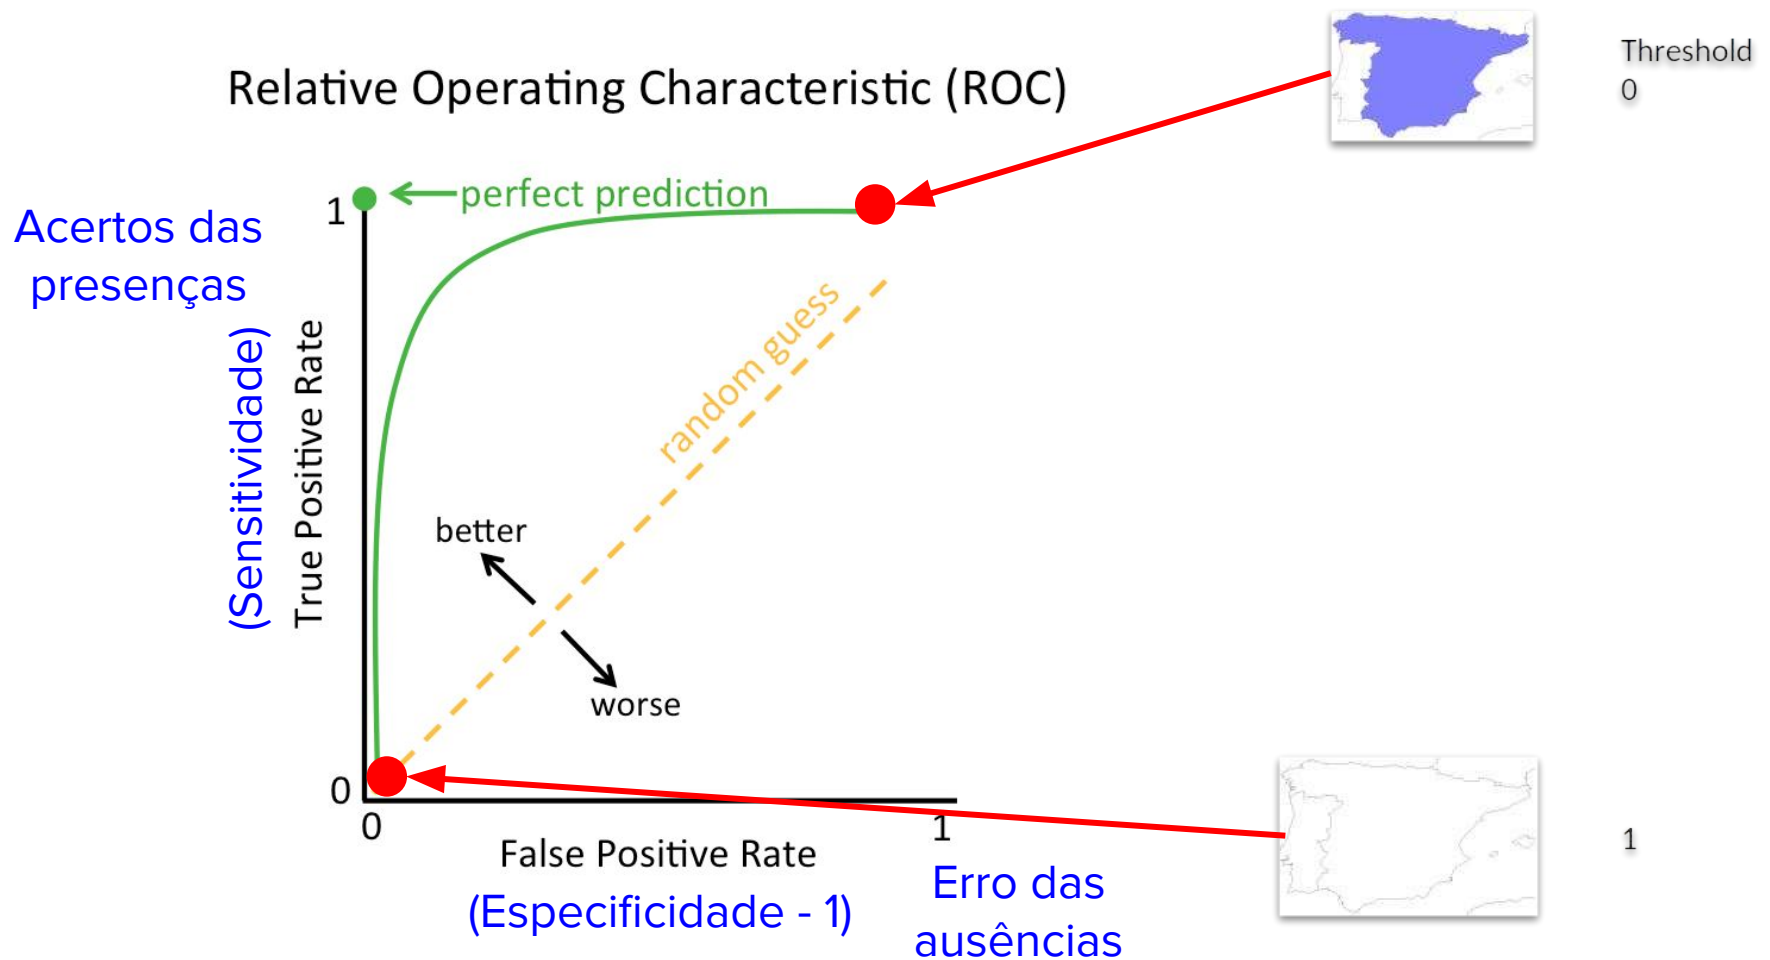 Relative Operating Characteristic (ROC)
Threshold
0
perfect prediction
1
Acertos das
presenças
(Sensitividade)
True Positive Rate
random guess
better
worse
0
0
1
False Positive Rate
(Especificidade - 1)
Erro das
ausências
1